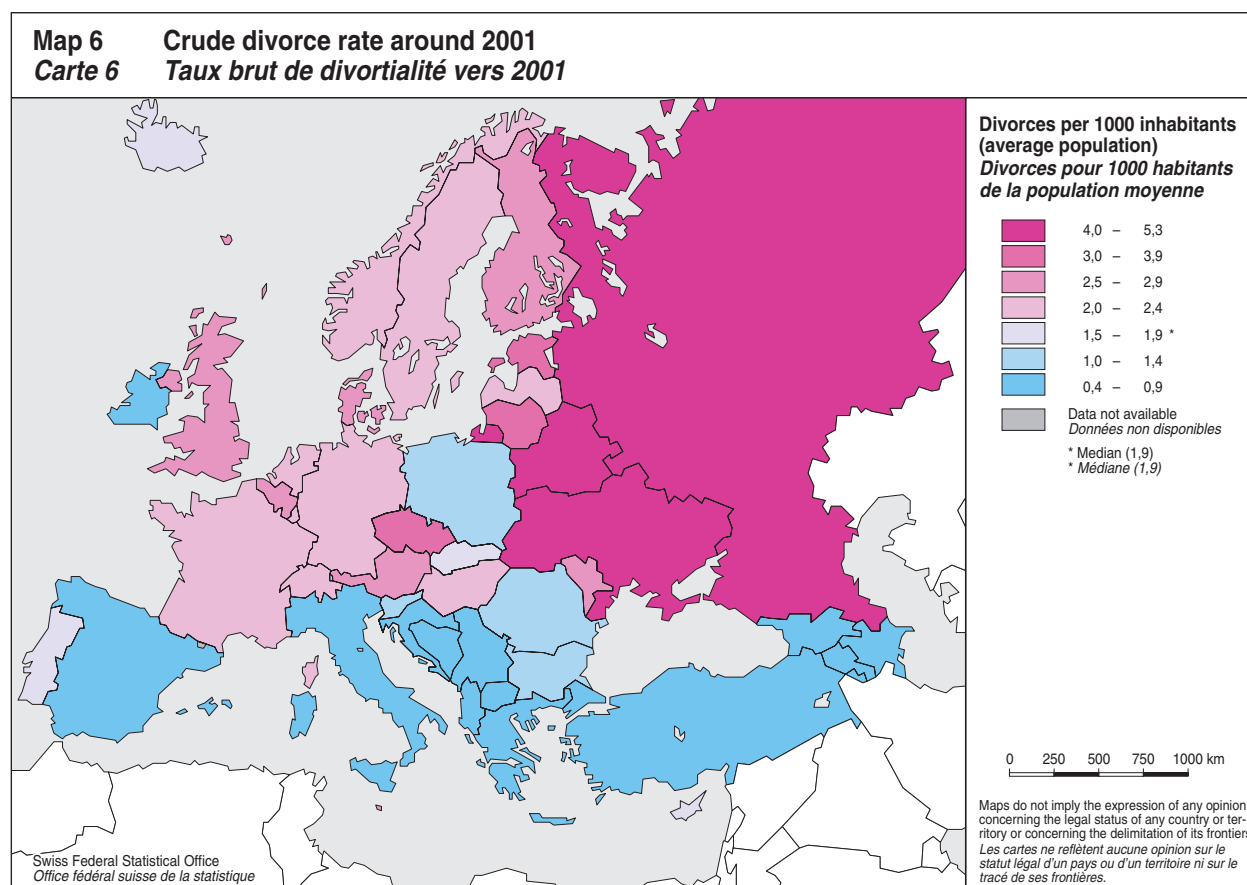 Map 6 Crude divorce rate around 2001
Carte 6 Taux brut de divortialité vers 2001
Divorces per 1000 inhabitants
(average population)
Divorces pour 1000 habitants
de la population moyenne
4,0 – 5,3
3,0 – 3,9
2,5 – 2,9
2,0 – 2,4
1,5 – 1,9 *
1,0 – 1,4
0,4 – 0,9
Data not available
Données non disponibles
* Median (1,9)
* Médiane (1,9)
0 250 500 750 1000 km
Maps do not imply the expression of any opinion
concerning the legal status of any country or ter-
ritory or concerning the delimitation of its frontiers
Les cartes ne reflètent aucune opinion sur le
statut légal d'un pays ou d'un territoire ni sur le
tracé de ses frontières.
Swiss Federal Statistical Office
Office fédéral suisse de la statistique